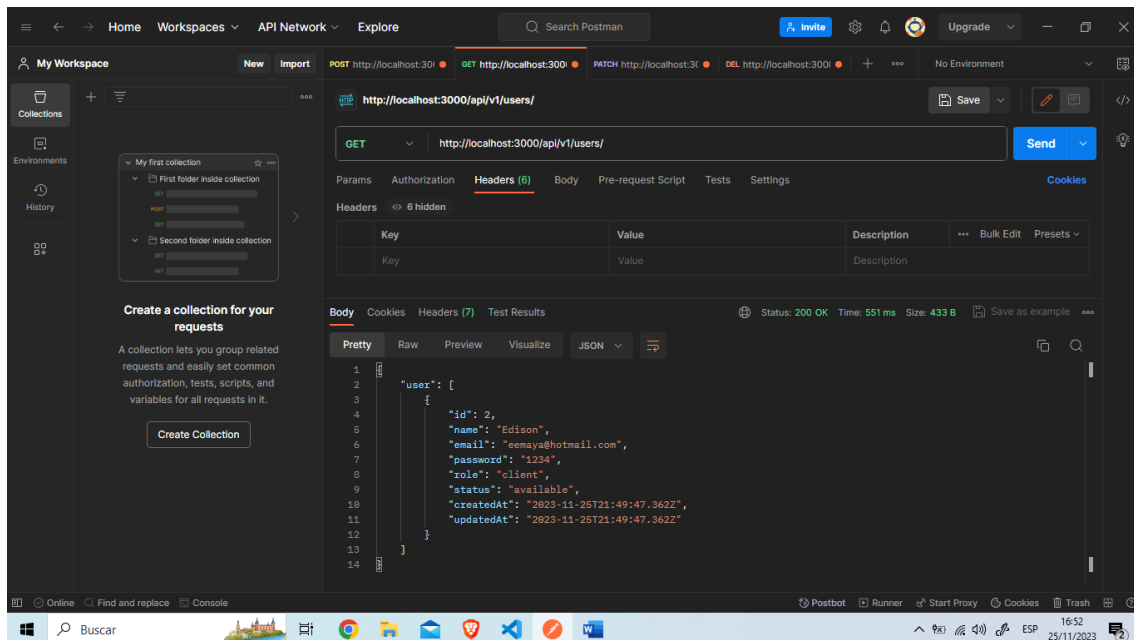 Home Workspaces API Network Explore Search Postman Invite Upgrade
My Workspace New Import POST http://localhost:300 GET http://localhost:300 PATCH http://localhost:3( DEL http://localhost:300( No Environment
Collections
Environments
History
My first collection
First folder inside collection
GET
POST
GET
Second folder inside collection
GET
GET
Create a collection for your
requests
A collection lets you group related
requests and easily set common
authorization, tests, scripts, and
variables for all requests in it.
Create Collection
HTTP http://localhost:3000/api/v1/users/ Save
GET http://localhost:3000/api/v1/users/ Send
Params Authorization Headers (6) Body Pre-request Script Tests Settings Cookies
Headers 6 hidden
Key Value Description Bulk Edit Presets
Key Value Description
Body Cookies Headers (7) Test Results Status: 200 OK Time: 551 ms Size: 433 B Save as example
Pretty Raw Preview Visualize JSON
1 {
2 "user": [
3 {
4 "id": 2,
5 "name": "Edison",
6 "email": "eemaya@hotmail.com",
7 "password": "1234",
8 "role": "client",
9 "status": "available",
10 "createdAt": "2023-11-25T21:49:47.362Z",
11 "updatedAt": "2023-11-25T21:49:47.362Z"
12 }
13 ]
14 }
Online Find and replace Console Postbot Runner Start Proxy Cookies Trash
Buscar ESP 16:52
25/11/2023